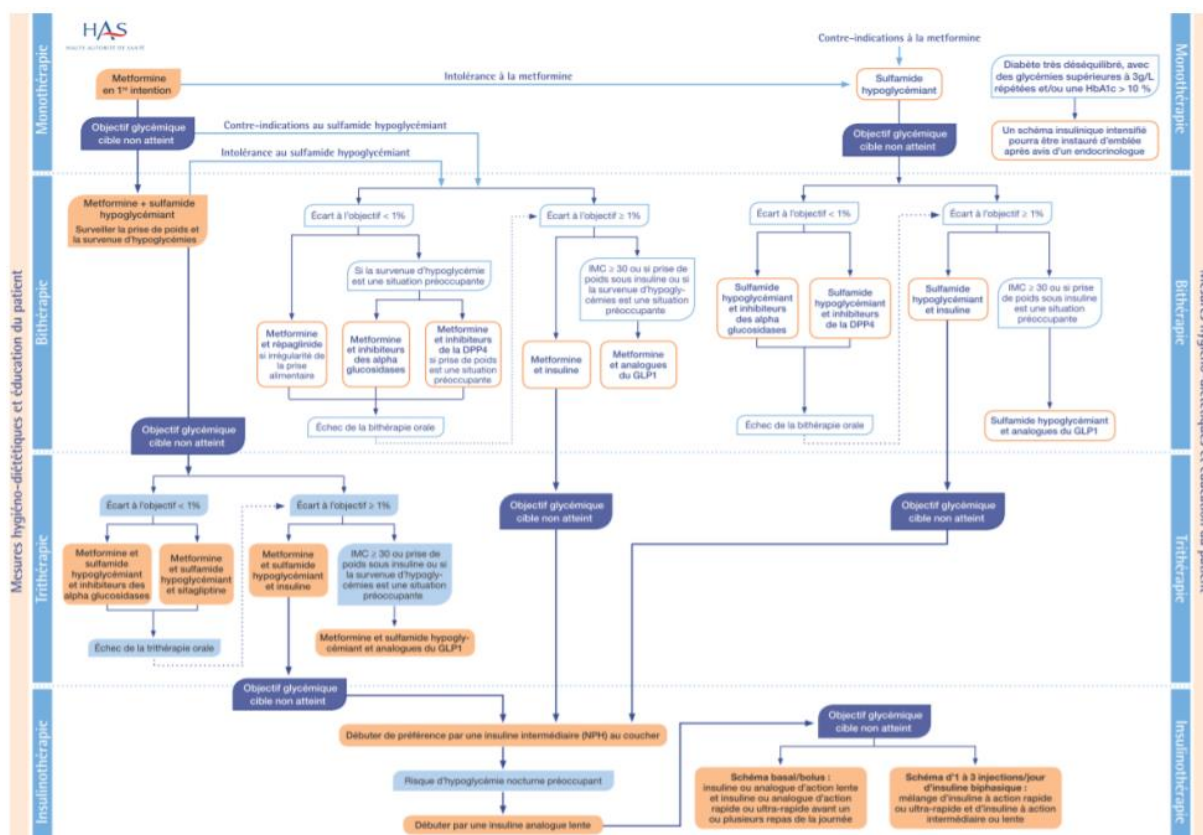 HAS
HAUTE AUTORITÉ DE SANTÉ
Mesures hygiéno-diététiques et éducation du patient
Monothérapie
Metformine
en 1re intention
Intolérance à la metformine
Contre-indications à la metformine
Sulfamide
hypoglycémiant
Diabète très déséquilibré, avec
des glycémies supérieures à 3g/L
répétées et/ou une HbA1c > 10 %
Un schéma insulinique intensifié
pourra être instauré d'emblée
après avis d'un endocrinologue
Objectif glycémique
cible non atteint
Contre-indications au sulfamide hypoglycémiant
Intolérance au sulfamide hypoglycémiant
Objectif glycémique
cible non atteint
Monothérapie
Bithérapie
Metformine + sulfamide
hypoglycémiant
Surveiller la prise de poids et
la survenue d'hypoglycémies
Écart à l'objectif < 1%
Si la survenue d'hypoglycémie
est une situation préoccupante
Metformine
et répaglinide
si irrégularité de
la prise
alimentaire
Metformine
et inhibiteurs
des alpha
glucosidases
Metformine
et inhibiteurs
de la DPP4
si prise de poids
est une situation
préoccupante
Échec de la bithérapie orale
Écart à l'objectif ≥ 1%
IMC ≥ 30 ou si prise de
poids sous insuline ou si
la survenue d'hypogly-
cémies est une situation
préoccupante
Metformine
et insuline
Metformine
et analogues
du GLP1
Écart à l'objectif < 1%
Sulfamide
hypoglycémiant
et inhibiteurs
des alpha
glucosidases
Sulfamide
hypoglycémiant
et inhibiteurs
de la DPP4
Échec de la bithérapie orale
Écart à l'objectif ≥ 1%
Sulfamide
hypoglycémiant
et insuline
IMC ≥ 30 ou si prise de
poids sous insuline
est une situation
préoccupante
Sulfamide hypoglycémiant
et analogues du GLP1
Bithérapie
Objectif glycémique
cible non atteint
Trithérapie
Écart à l'objectif < 1%
Metformine et
sulfamide
hypoglycémiant
et inhibiteurs des
alpha glucosidases
Metformine et
sulfamide
hypoglycémiant
et sitagliptine
Échec de la trithérapie orale
Écart à l'objectif ≥ 1%
Metformine
et sulfamide
hypoglycémiant
et insuline
IMC ≥ 30 ou prise de
poids sous insuline ou si
la survenue d'hypogly-
cémies est une situation
préoccupante
Metformine et sulfamide hypogly-
cémiant et analogues du GLP1
Objectif glycémique
cible non atteint
Objectif glycémique
cible non atteint
Trithérapie
Insulinothérapie
Objectif glycémique
cible non atteint
Débuter de préférence par une insuline intermédiaire (NPH) au coucher
Risque d'hypoglycémie nocturne préoccupant
Débuter par une insuline analogue lente
Objectif glycémique
cible non atteint
Schéma basal/bolus :
insuline ou analogue d'action lente
et insuline ou analogue d'action
rapide ou ultra-rapide avant un
ou plusieurs repas de la journée
Schéma d'1 à 3 injections/jour
d'insuline biphasique :
mélange d'insuline à action rapide
ou ultra-rapide et d'insuline à action
intermédiaire ou lente
Insulinothérapie